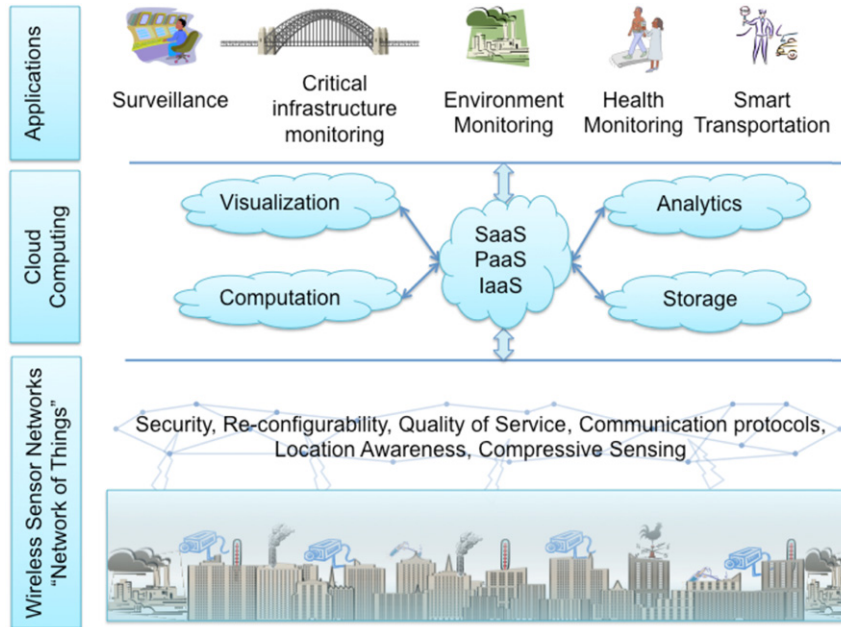 Applications
Surveillance
Critical
infrastructure
monitoring
Environment
Monitoring
Health
Monitoring
Smart
Transportation
Cloud
Computing
Visualization
Computation
SaaS
PaaS
IaaS
Analytics
Storage
Wireless Sensor Networks
“Network of Things”
Security, Re-configurability, Quality of Service, Communication protocols,
Location Awareness, Compressive Sensing